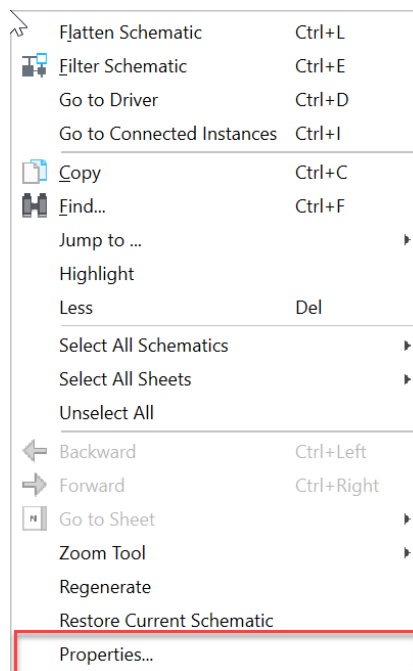 Flatten Schematic Ctrl+L
Filter Schematic Ctrl+E
Go to Driver Ctrl+D
Go to Connected Instances Ctrl+I
Copy Ctrl+C
Find... Ctrl+F
Jump to ...
Highlight
Less Del
Select All Schematics
Select All Sheets
Unselect All
Backward Ctrl+Left
Forward Ctrl+Right
N Go to Sheet
Zoom Tool
Regenerate
Restore Current Schematic
Properties...